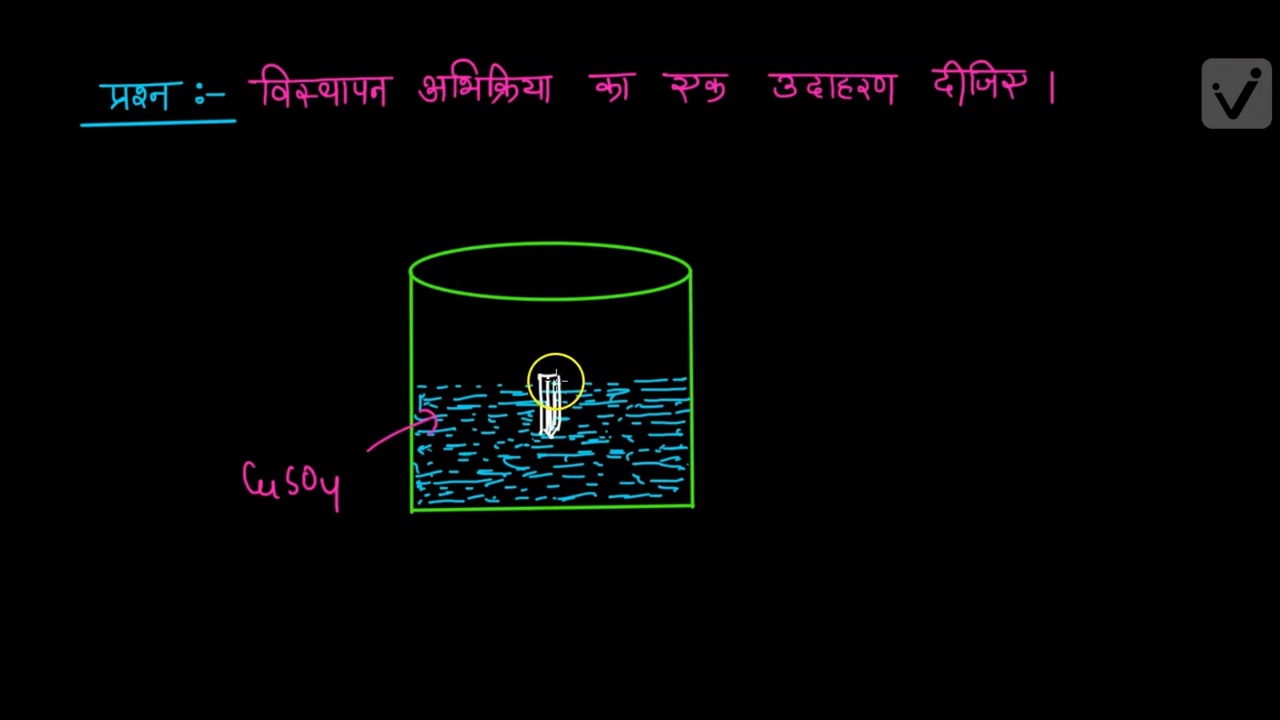 प्रश्न :- विस्थापन अभिक्रिया का एक उदाहरण दीजिए ।
CuSO4